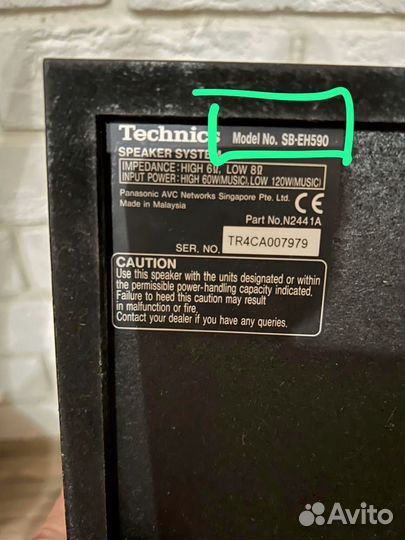 Technics Model No. SB-EH590
SPEAKER SYSTEM
IMPEDANCE: HIGH 6Ω, LOW 8Ω
INPUT POWER: HIGH 60W(MUSIC), LOW 120W(MUSIC)
Panasonic AVC Networks Singapore Pte. Ltd.
Made in Malaysia
CE
Part No.N2441A
SER. NO. TR4CA007979
CAUTION
Use this speaker with the units designated or within
the permissible power-handling capacity indicated.
Failure to heed this caution may result
in malfunction or fire.
Contact your dealer if you have any queries.
Avito